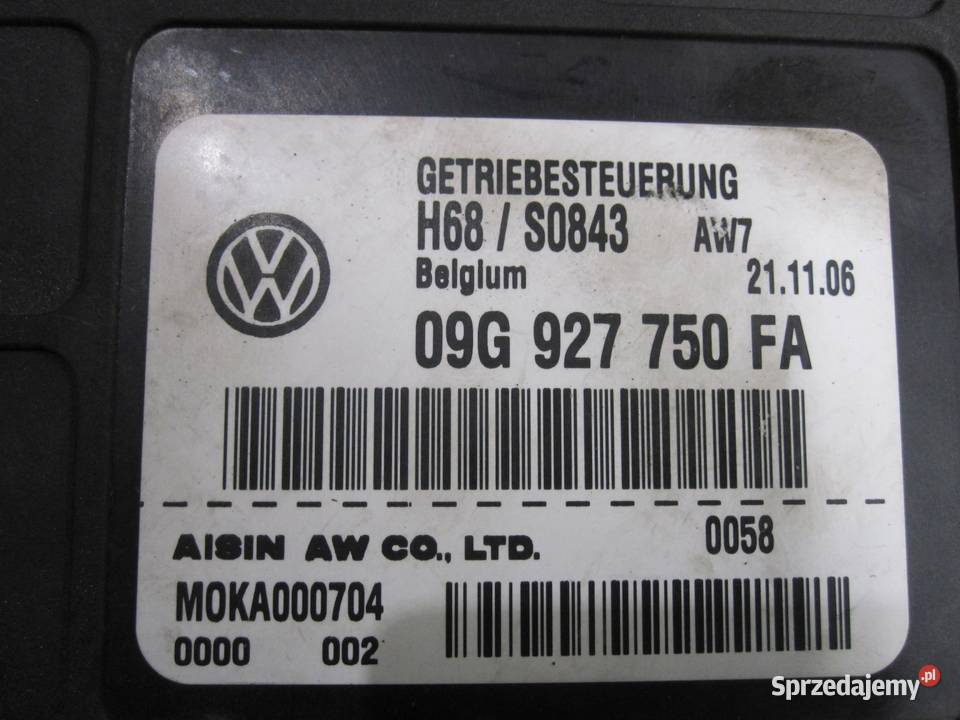 GETRIEBESTEUERUNG
H68 / S0843 AW7
Belgium 21.11.06
09G 927 750 FA
0058
AISIN AW CO., LTD.
MOKA000704
0000 002
Sprzedajemy.pl